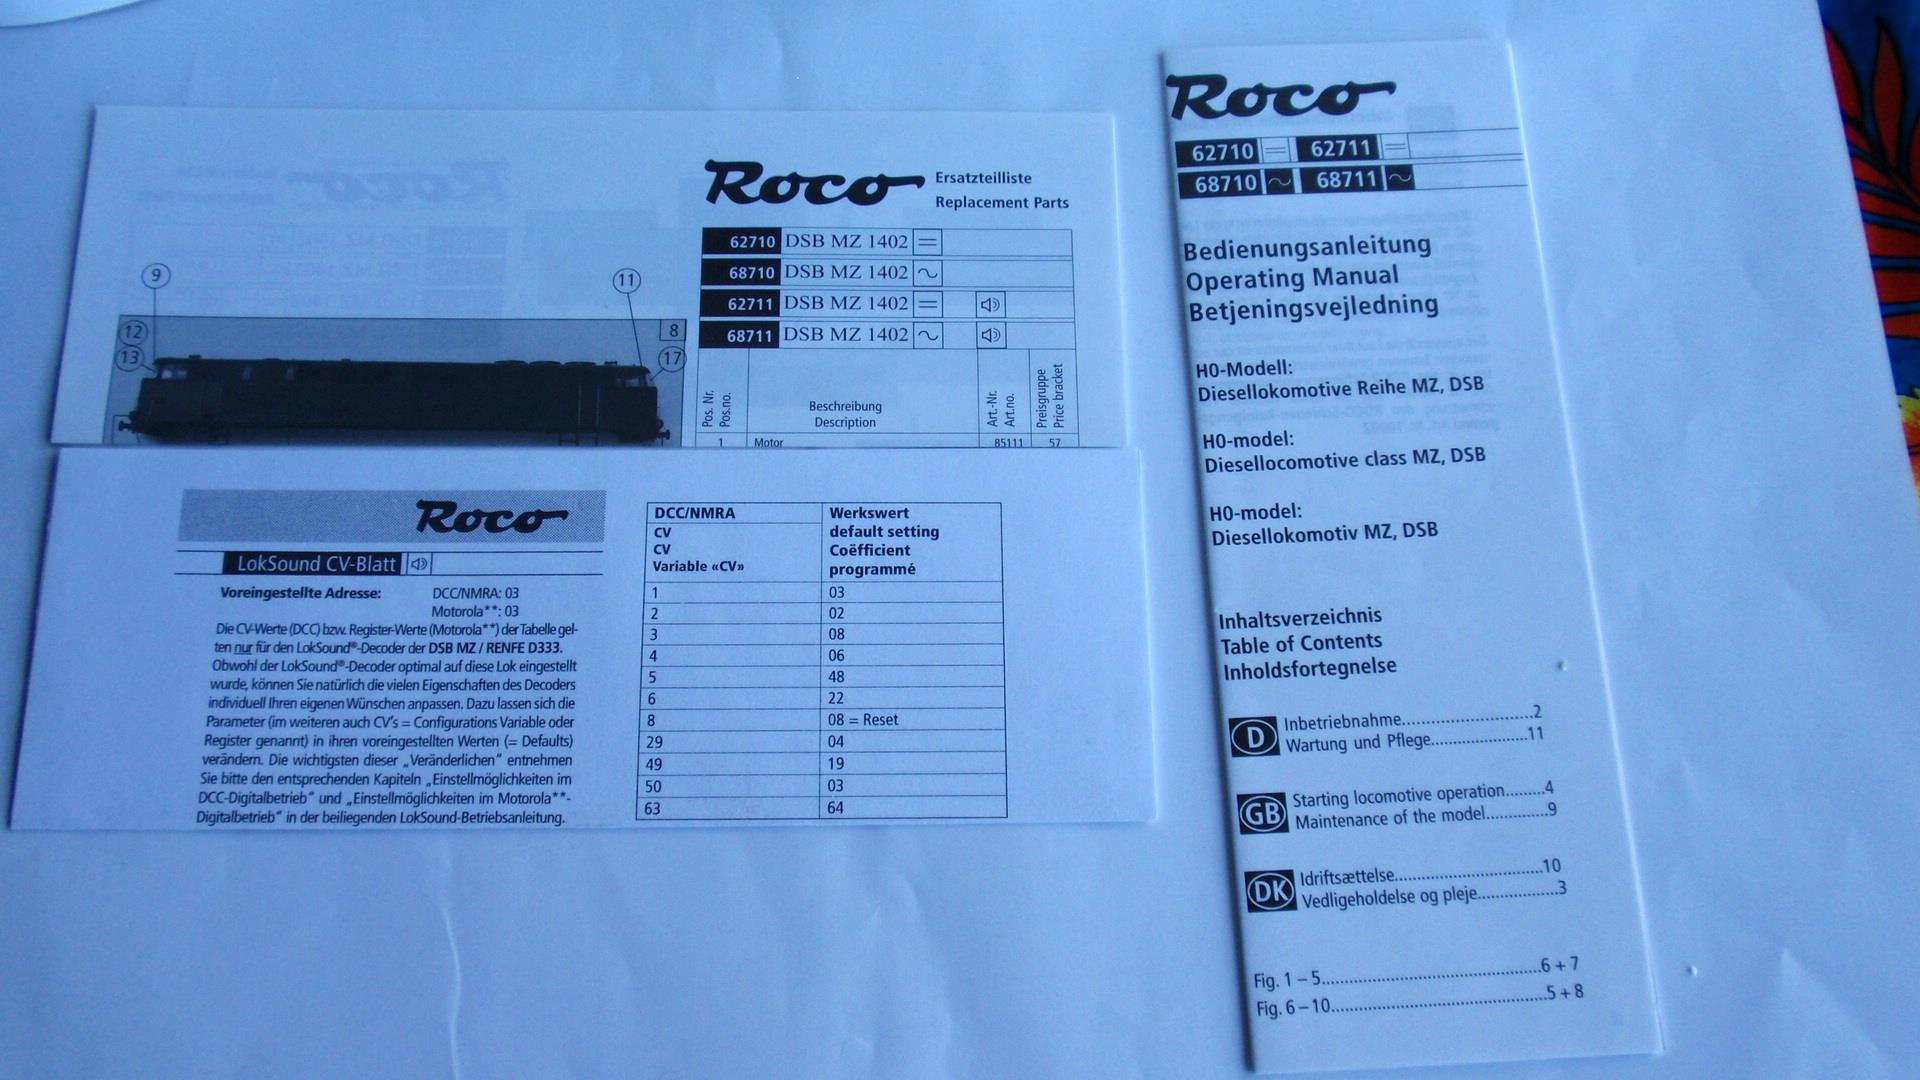 Roco
Ersatzteilliste
Replacement Parts
62710 DSB MZ 1402
68710 DSB MZ 1402
62711 DSB MZ 1402
68711 DSB MZ 1402
9
11
12
8
13
17
Pos. Nr.
Pos.no.
Beschreibung
Description
Art.-Nr.
Art.no.
Preisgruppe
Price bracket
1 Motor 85111 57
Roco
LokSound CV-Blatt
Voreingestellte Adresse: DCC/NMRA: 03
Motorola**: 03
Die CV-Werte (DCC) bzw. Register-Werte (Motorola**) der Tabelle gel-
ten nur für den LokSound®-Decoder der DSB MZ / RENFE D333.
Obwohl der LokSound®-Decoder optimal auf diese Lok eingestellt
wurde, können Sie natürlich die vielen Eigenschaften des Decoders
individuell Ihren eigenen Wünschen anpassen. Dazu lassen sich die
Parameter (im weiteren auch CV's = Configurations Variable oder
Register genannt) in ihren voreingestellten Werten (= Defaults)
verändern. Die wichtigsten dieser „Veränderlichen" entnehmen
Sie bitte den entsprechenden Kapiteln „Einstellmöglichkeiten im
DCC-Digitalbetrieb" und „Einstellmöglichkeiten im Motorola**-
Digitalbetrieb" in der beiliegenden LokSound-Betriebsanleitung.
DCC/NMRA Werkswert
CV default setting
CV Coëfficient
Variable «CV» programmé
1 03
2 02
3 08
4 06
5 48
6 22
8 08 = Reset
29 04
49 19
50 03
63 64
Roco
62710 62711
68710 68711
Bedienungsanleitung
Operating Manual
Betjeningsvejledning
H0-Modell:
Diesellokomotive Reihe MZ, DSB
H0-model:
Diesellocomotive class MZ, DSB
H0-model:
Diesellokomotiv MZ, DSB
Inhaltsverzeichnis
Table of Contents
Inholdsfortegnelse
D Inbetriebnahme..........................2
Wartung und Pflege...................11
GB Starting locomotive operation.........4
Maintenance of the model.............9
DK Idriftsættelse...........................10
Vedligeholdelse og pleje................3
Fig. 1 – 5.......................................6 + 7
Fig. 6 – 10......................................5 + 8